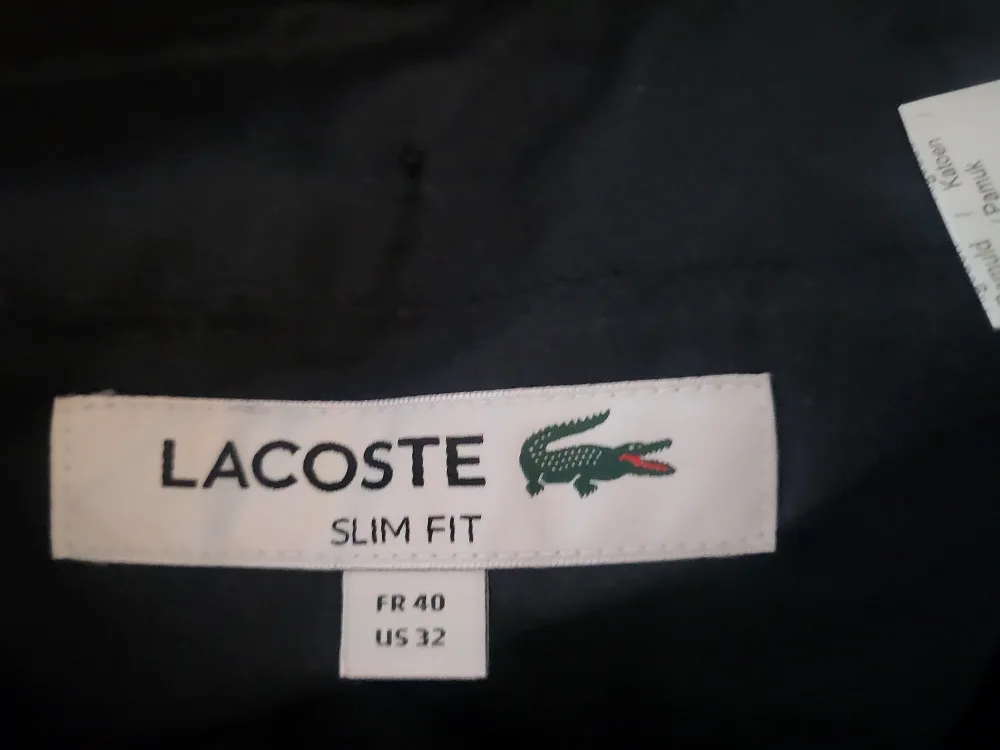 LACOSTE
SLIM FIT
FR 40
US 32
Katoen
/ Pamuk